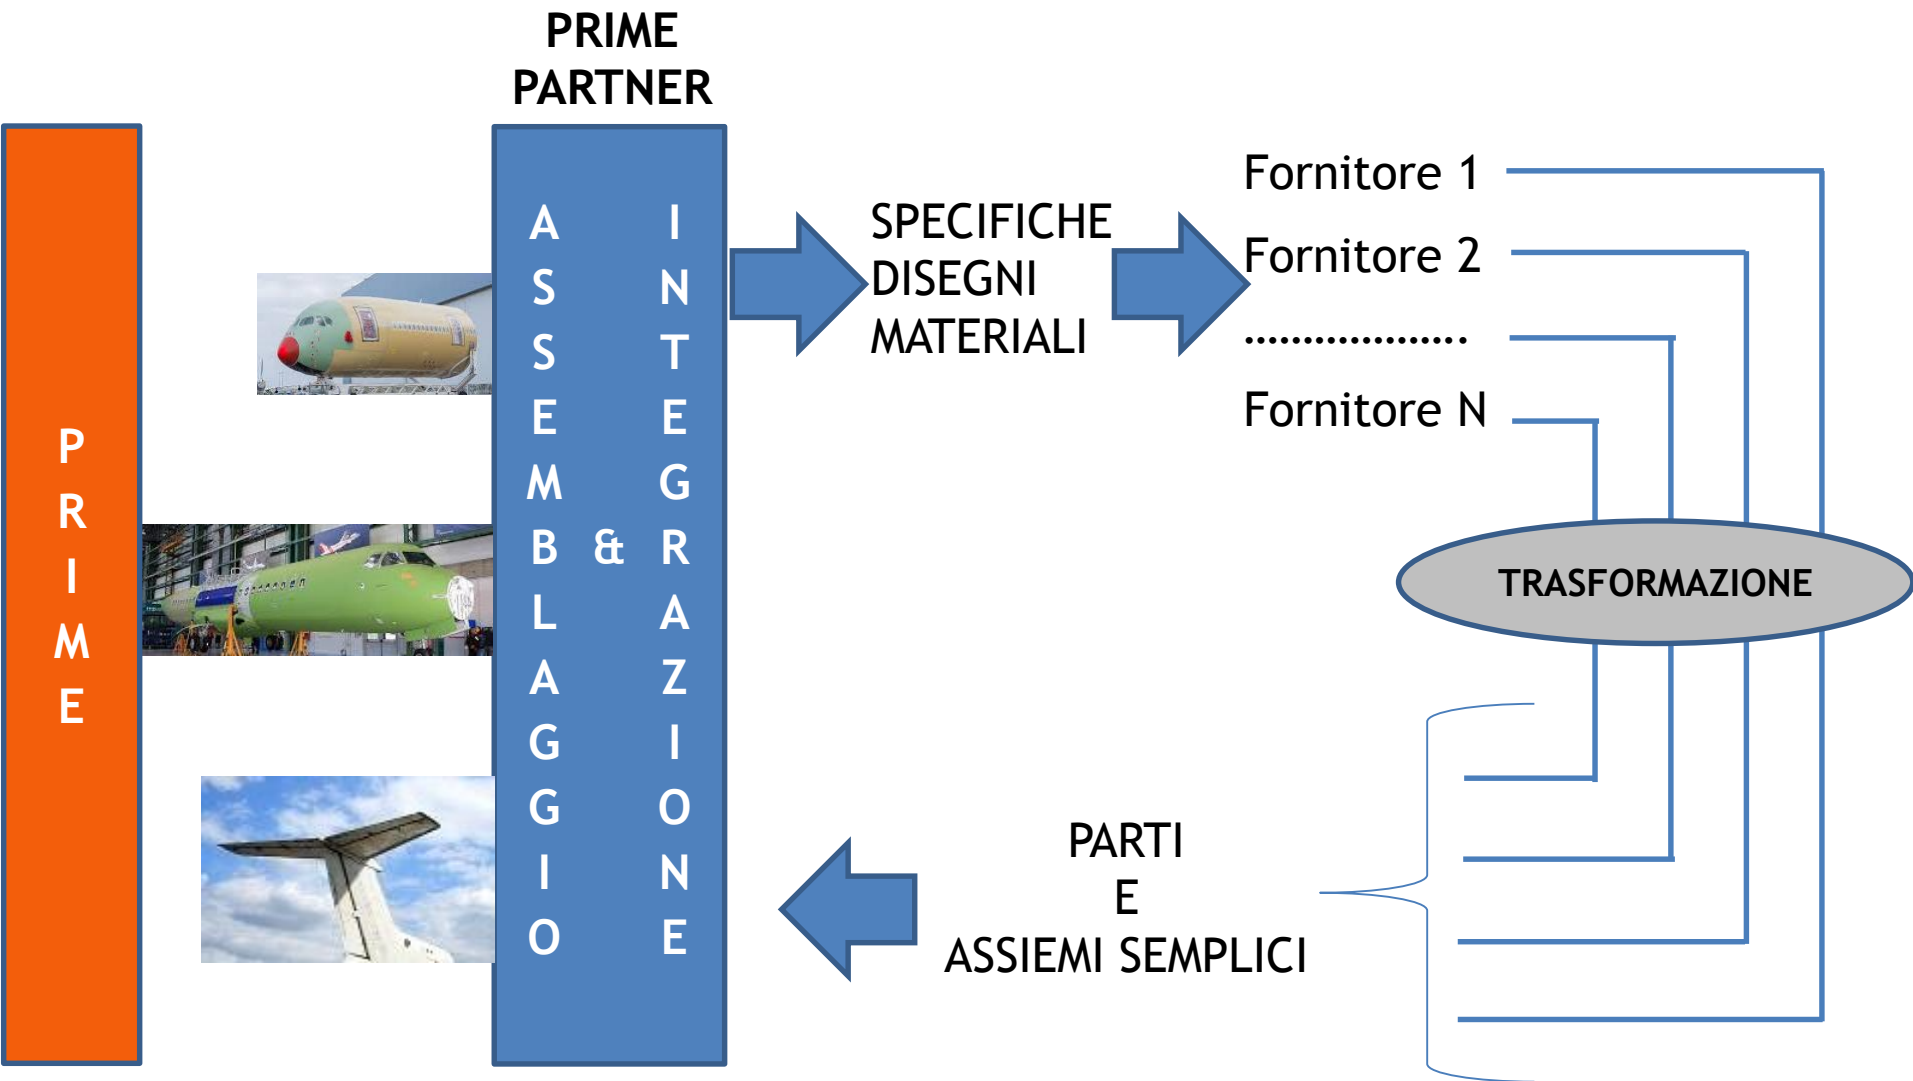 PRIME
PARTNER
PRIME
ASSEMBLAGGIO
&
INTEGRAZIONE
SPECIFICHE
DISEGNI
MATERIALI
Fornitore 1
Fornitore 2
...................
Fornitore N
TRASFORMAZIONE
PARTI
E
ASSIEMI SEMPLICI